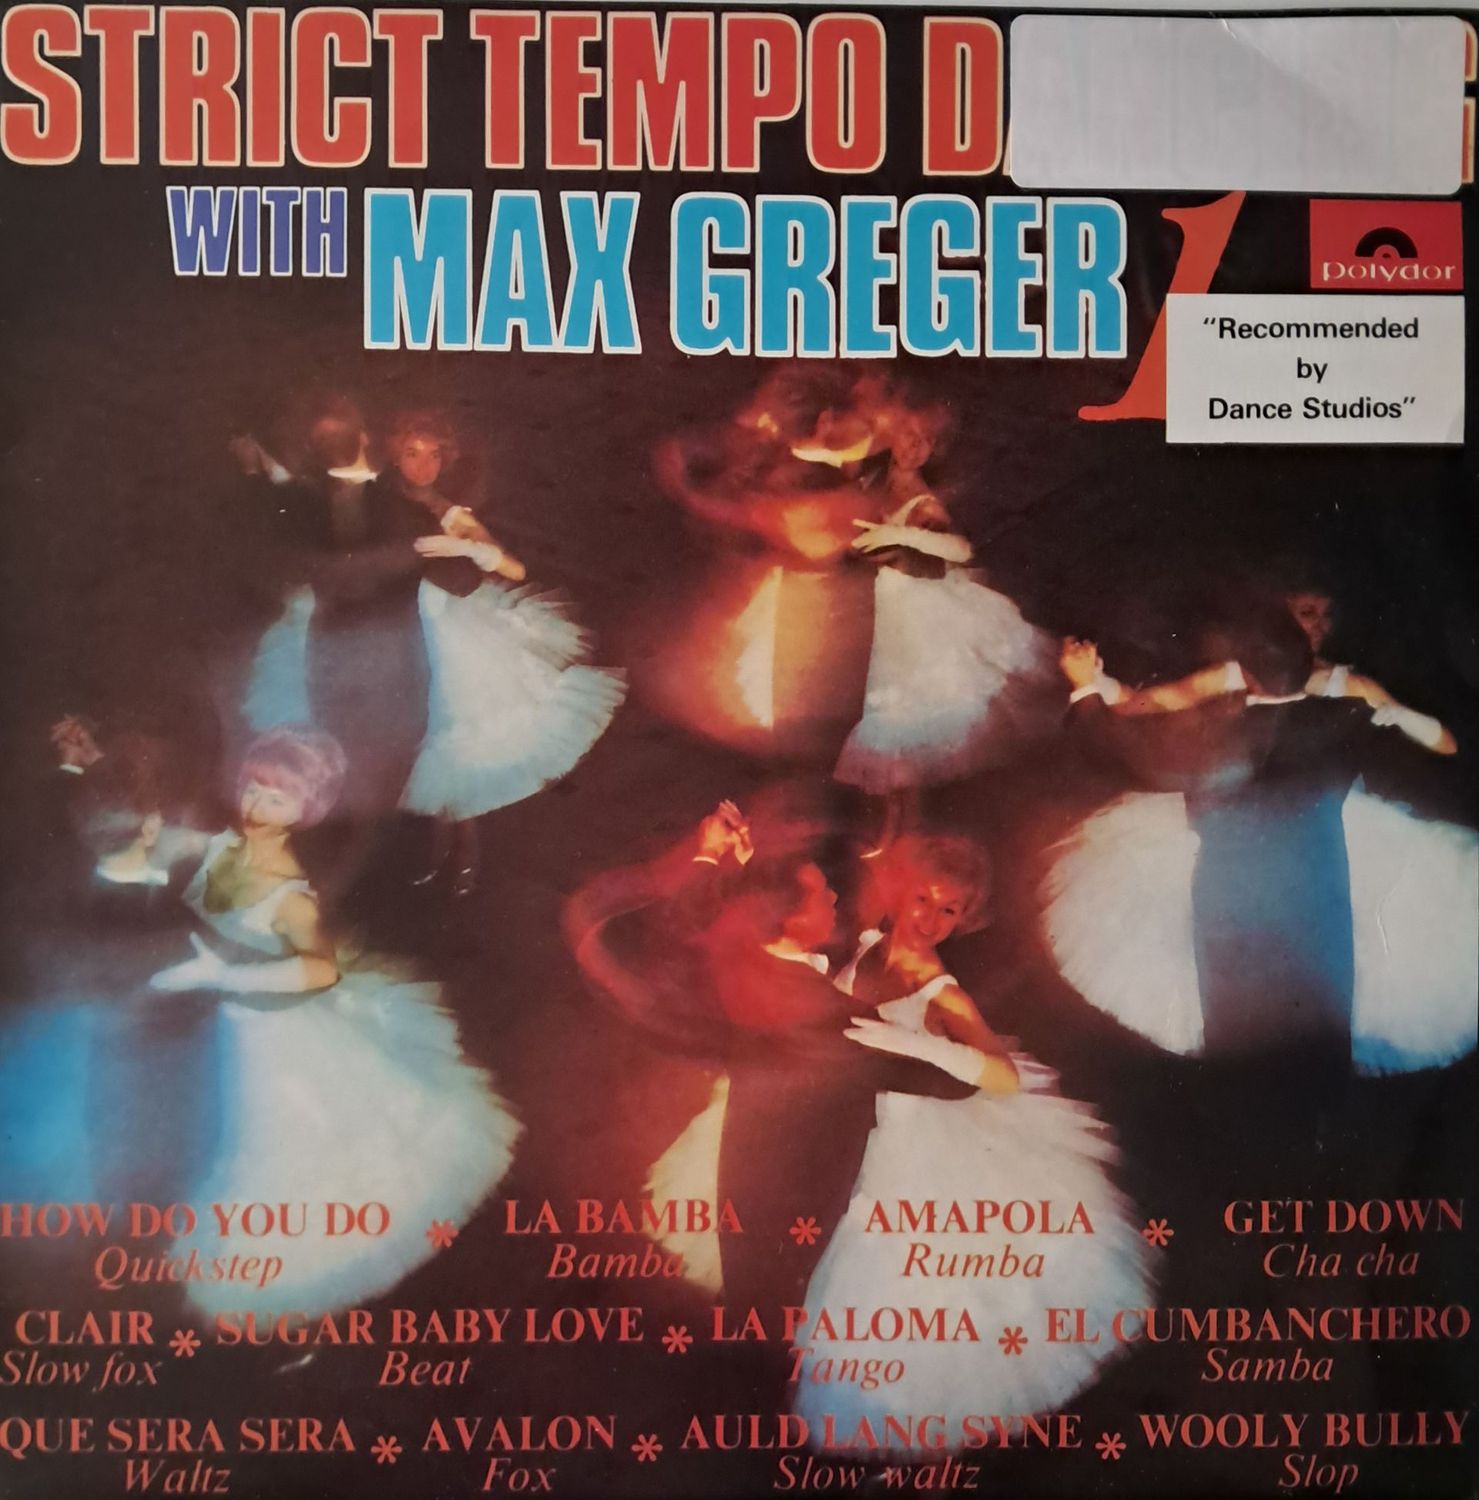 STRICT TEMPO
WITH MAX GREGER 1
polydor
"Recommended
by
Dance Studios"
HOW DO YOU DO * LA BAMBA * AMAPOLA * GET DOWN
Quickstep Bamba Rumba Cha cha
CLAIR * SUGAR BABY LOVE * LA PALOMA * EL CUMBANCHERO
Slow fox Beat Tango Samba
QUE SERA SERA * AVALON * AULD LANG SYNE * WOOLY BULLY
Waltz Fox Slow waltz Slop